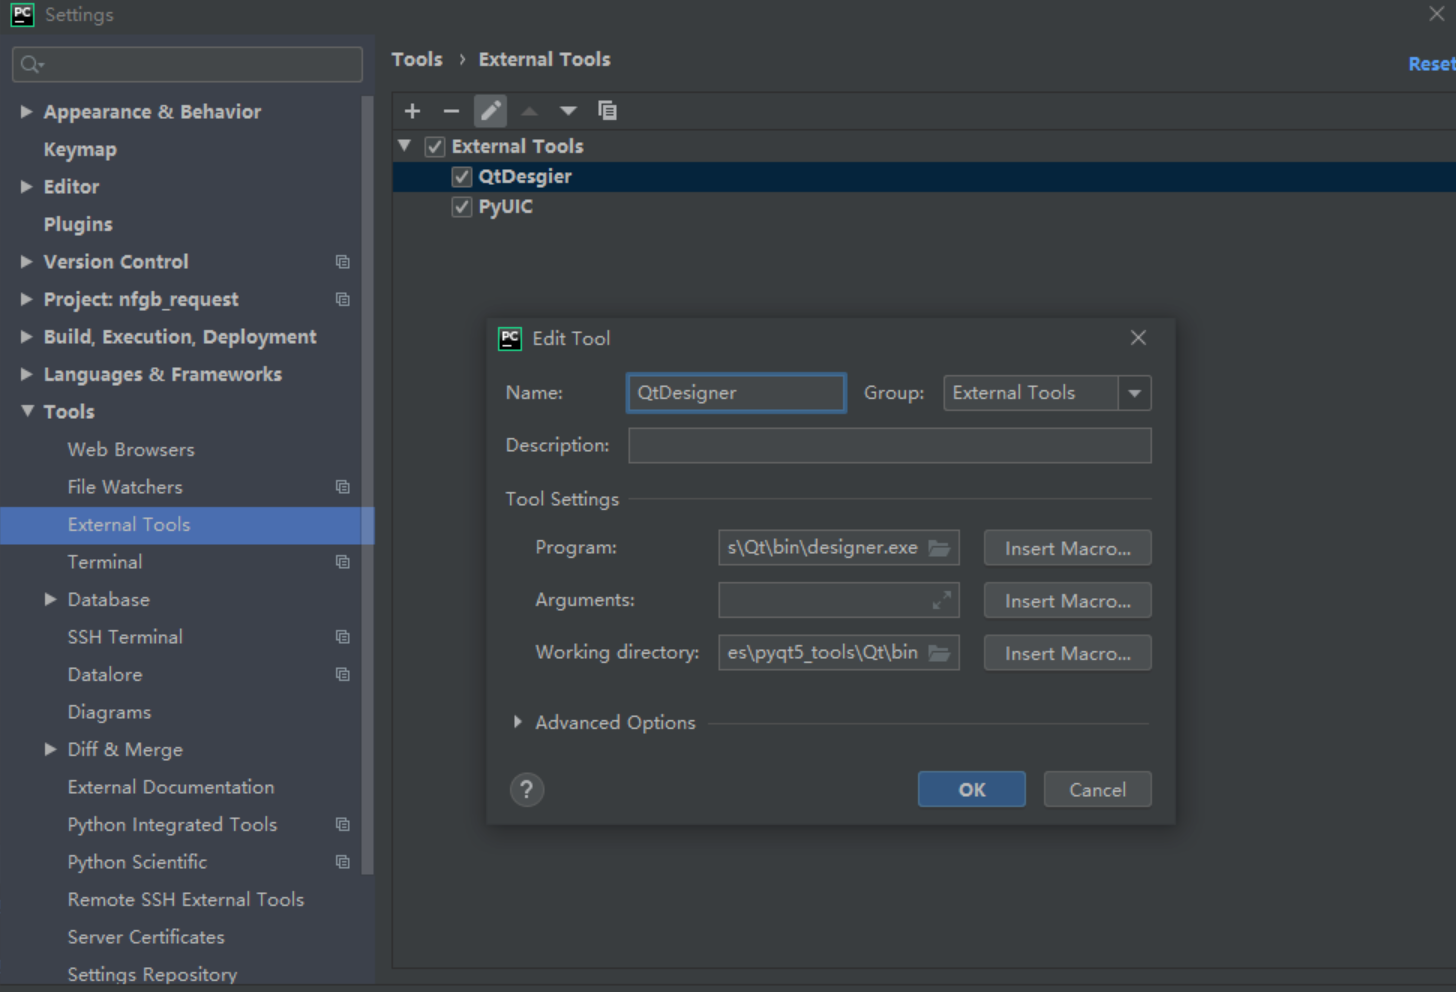 PC Settings
Tools › External Tools
Reset
Appearance & Behavior
Keymap
Editor
Plugins
Version Control
Project: nfgb_request
Build, Execution, Deployment
Languages & Frameworks
Tools
Web Browsers
File Watchers
External Tools
Terminal
Database
SSH Terminal
Datalore
Diagrams
Diff & Merge
External Documentation
Python Integrated Tools
Python Scientific
Remote SSH External Tools
Server Certificates
Settings Repository
External Tools
QtDesgier
PyUIC
PC Edit Tool
Name: QtDesigner Group: External Tools
Description:
Tool Settings
Program: s\Qt\bin\designer.exe Insert Macro...
Arguments: Insert Macro...
Working directory: es\pyqt5_tools\Qt\bin Insert Macro...
Advanced Options
? OK Cancel